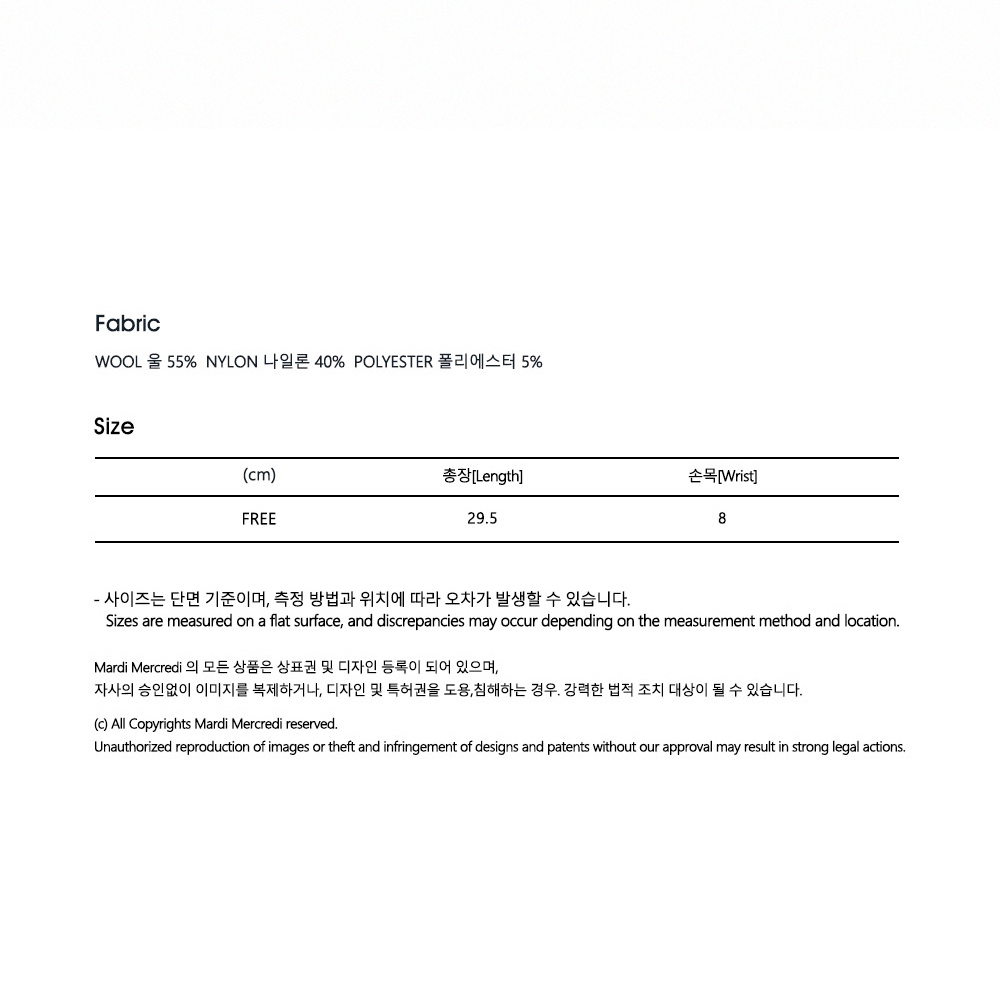 Fabric
WOOL 울 55% NYLON 나일론 40% POLYESTER 폴리에스터 5%
Size
(cm) 총장[Length] 손목[Wrist]
FREE 29.5 8
- 사이즈는 단면 기준이며, 측정 방법과 위치에 따라 오차가 발생할 수 있습니다.
Sizes are measured on a flat surface, and discrepancies may occur depending on the measurement method and location.
Mardi Mercredi 의 모든 상품은 상표권 및 디자인 등록이 되어 있으며,
자사의 승인없이 이미지를 복제하거나, 디자인 및 특허권을 도용,침해하는 경우. 강력한 법적 조치 대상이 될 수 있습니다.
(c) All Copyrights Mardi Mercredi reserved.
Unauthorized reproduction of images or theft and infringement of designs and patents without our approval may result in strong legal actions.